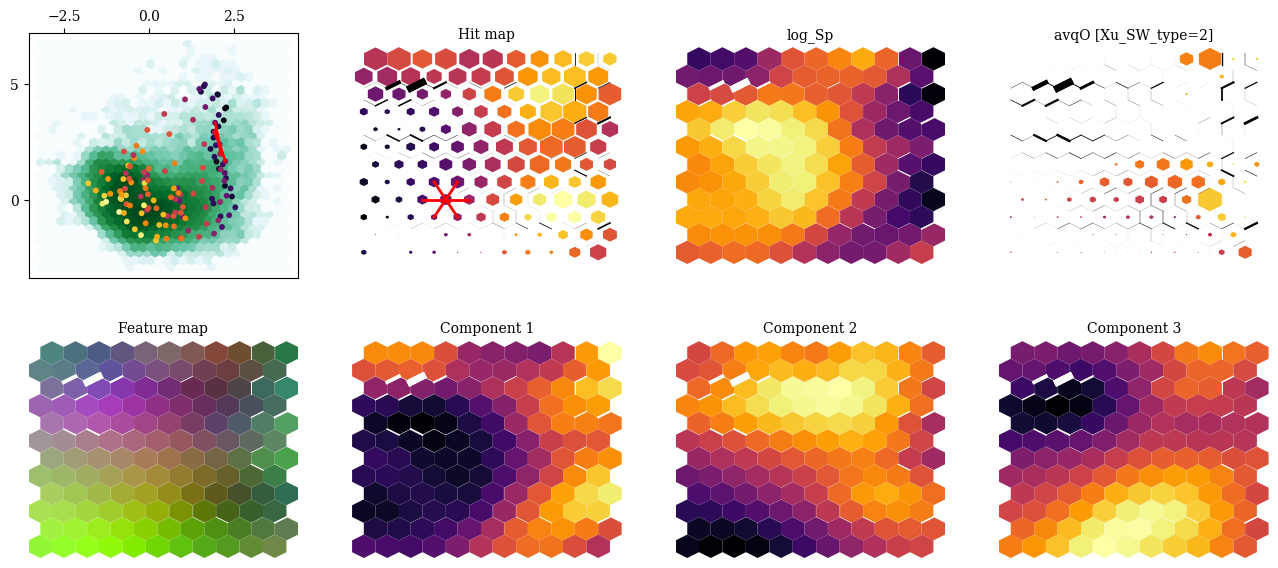 −2.5 0.0 2.5
Hit map
log_Sp
avqO [Xu_SW_type=2]
5
0
Feature map
Component 1
Component 2
Component 3